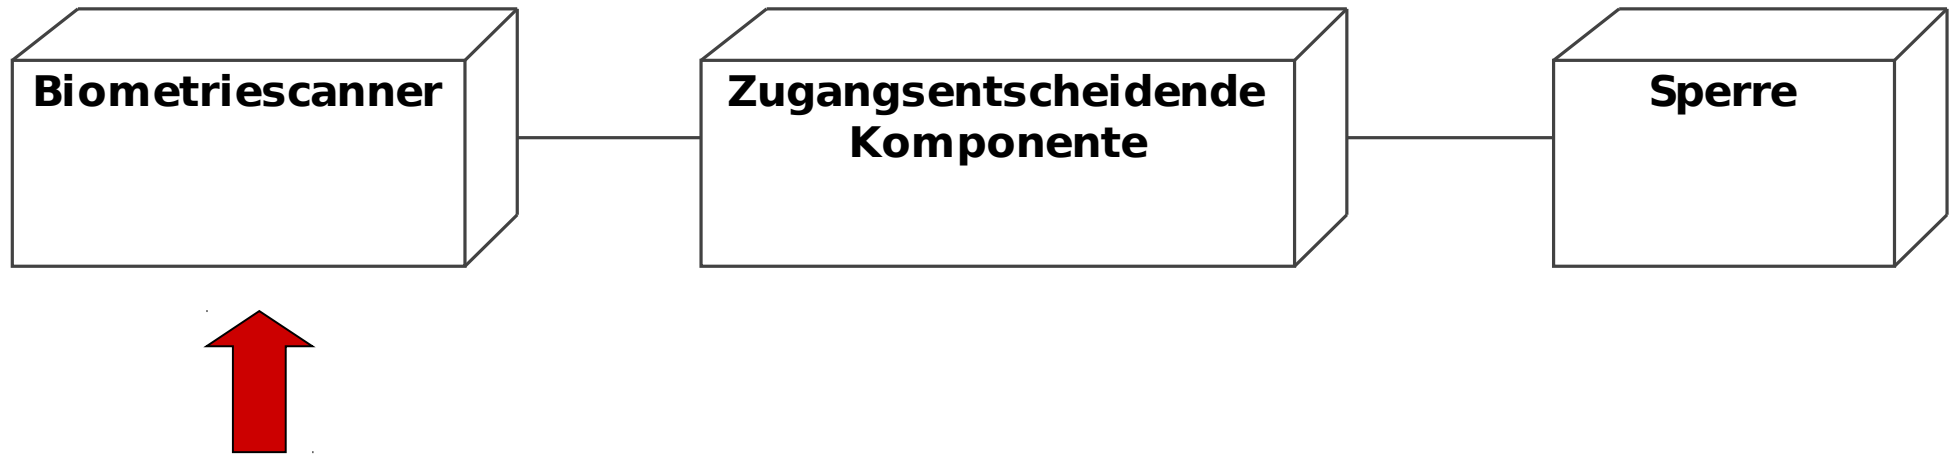 Biometriescanner
Zugangsentscheidende
Komponente
Sperre